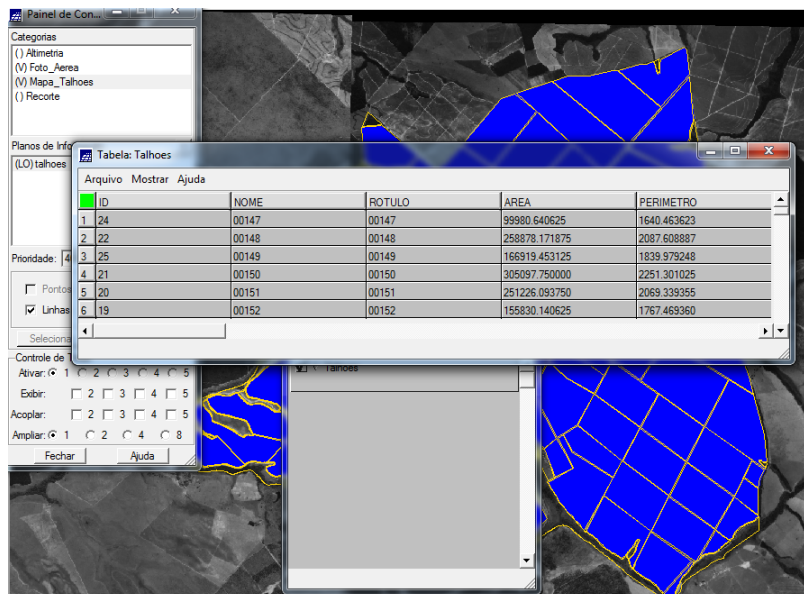 Painel de Con...
Categorias
( ) Altimetria
(V) Foto_Aerea
(V) Mapa_Talhoes
( ) Recorte
Planos de Info
(LO) talhoes
Tabela: Talhoes
Arquivo Mostrar Ajuda
ID NOME ROTULO AREA PERIMETRO
1 24 00147 00147 99980.640625 1640.463623
2 22 00148 00148 258878.171875 2087.608887
3 25 00149 00149 166919.453125 1839.979248
4 21 00150 00150 305097.750000 2251.301025
5 20 00151 00151 251226.093750 2069.339355
6 19 00152 00152 155830.140625 1767.469360
Prioridade:
Pontos
Linhas
Seleciona
Controle de
Ativar: 1 2 3 4 5
Exibir: 2 3 4 5
Acoplar: 2 3 4 5
Ampliar: 1 2 4 8
Fechar Ajuda
Talhoes